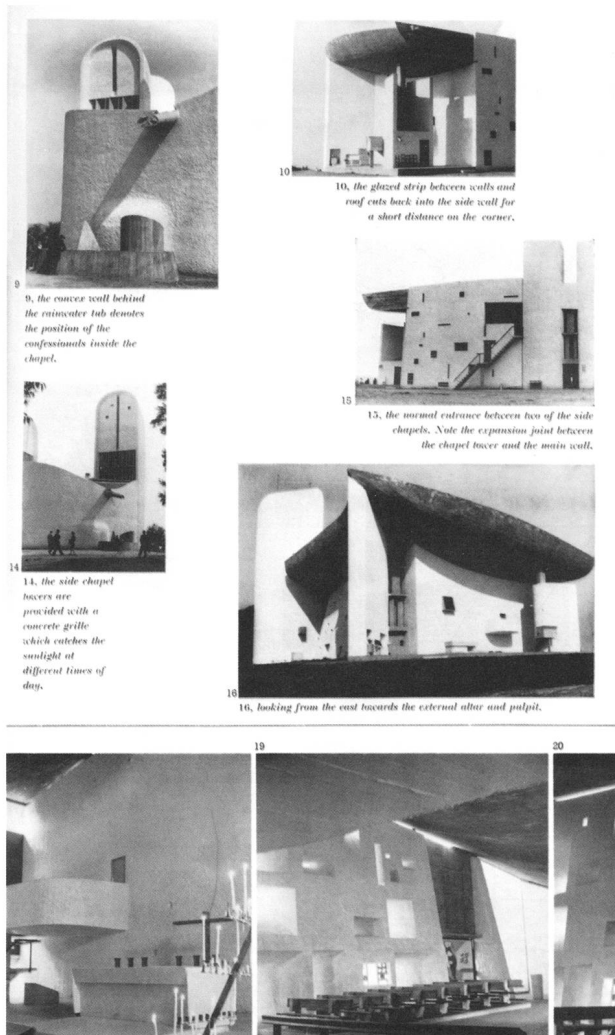 9
9, the convex wall behind
the rainwater tub denotes
the position of the
confessionals inside the
chapel.
10
10, the glazed strip between walls and
roof cuts back into the side wall for
a short distance on the corner.
15
15, the normal entrance between two of the side
chapels. Note the expansion joint between
the chapel tower and the main wall.
14
14, the side chapel
towers are
provided with a
concrete grille
which catches the
sunlight at
different times of
day.
16
16, looking from the east towards the external altar and pulpit.
19
20